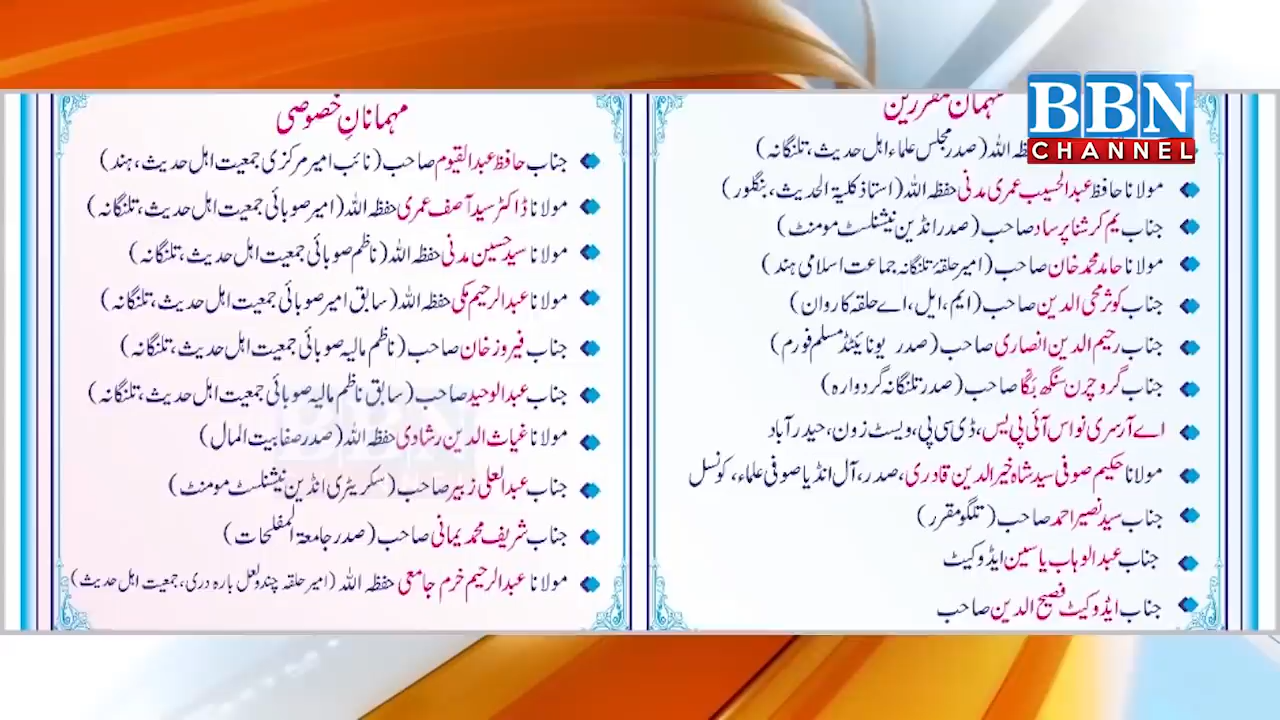 BBN
CHANNEL
مہمان مقررین
حفظہ اللہ (صدر مجلس علماء اہل حدیث، تلنگانہ)
مولانا حافظ عبدالحسیب عمری مدنی حفظہ اللہ (استاذ کلیۃ الحدیث، بنگلور)
جناب یم کرشنا پرساد صاحب (صدر انڈین نیشنلسٹ مومنٹ)
مولانا حامد محمد خان صاحب (امیر حلقۂ تلنگانہ جماعت اسلامی ہند)
جناب کوثر محی الدین صاحب (ایم، ایل، اے حلقہ کاروان)
جناب رحیم الدین انصاری صاحب (صدر یونائیٹڈ مسلم فورم)
جناب گروچرن سنگھ بگّا صاحب (صدر تلنگانہ گردوارہ)
اے آر سری نواس آئی پی یس، ڈی سی پی، ویسٹ زون، حیدرآباد
مولانا حکیم صوفی سید شاہ خیر الدین قادری، صدر، آل انڈیا صوفی علماء، کونسل
جناب سید نصیر احمد صاحب (تلگو مقرر)
جناب عبدالوہاب یاسین ایڈوکیٹ
جناب ایڈوکیٹ فصیح الدین صاحب
مہمانانِ خصوصی
جناب حافظ عبدالقیوم صاحب (نائب امیر مرکزی جمعیت اہل حدیث، ہند)
مولانا ڈاکٹر سید آصف عمری حفظہ اللہ (امیر صوبائی جمعیت اہل حدیث، تلنگانہ)
مولانا سید حسین مدنی حفظہ اللہ (ناظم صوبائی جمعیت اہل حدیث، تلنگانہ)
مولانا عبدالرحیم مکی حفظہ اللہ (سابق امیر صوبائی جمعیت اہل حدیث، تلنگانہ)
جناب فیروز خان صاحب (ناظم مالیہ صوبائی جمعیت اہل حدیث، تلنگانہ)
جناب عبدالوحید صاحب (سابق ناظم مالیہ صوبائی جمعیت اہل حدیث، تلنگانہ)
مولانا غیاث الدین رشادی حفظہ اللہ (صدر صفا بیت المال)
جناب عبدالعلی زبیر صاحب (سکریٹری انڈین نیشنلسٹ مومنٹ)
جناب شریف محمد یمانی صاحب (صدر جامعۃ المفلحات)
مولانا عبدالرحیم خرم جامعی حفظہ اللہ (امیر حلقہ چندولعل بارہ دری، جمعیت اہل حدیث)